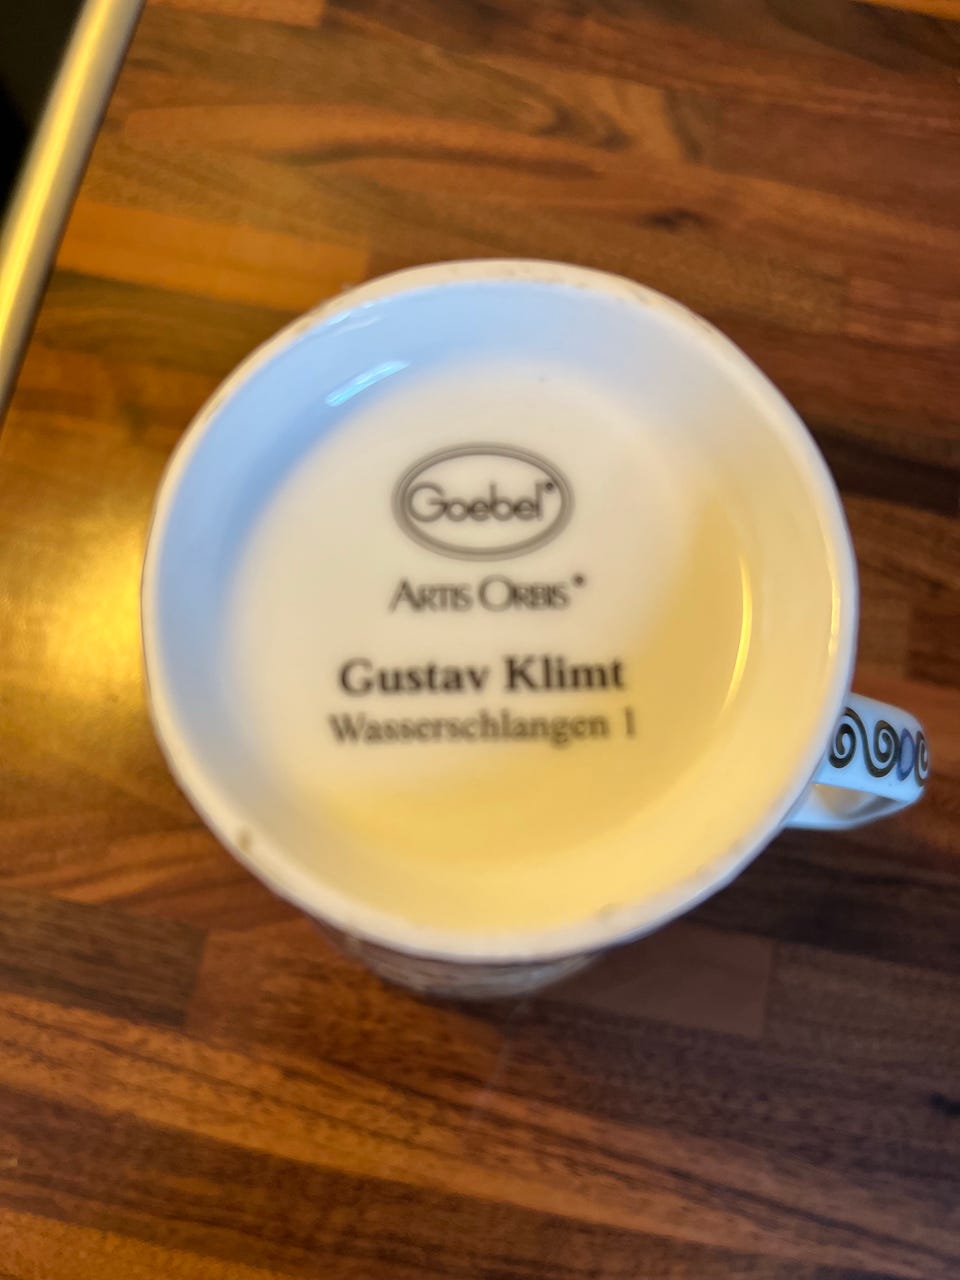 Goebel®
ARTIS ORBIS®
Gustav Klimt
Wasserschlangen 1